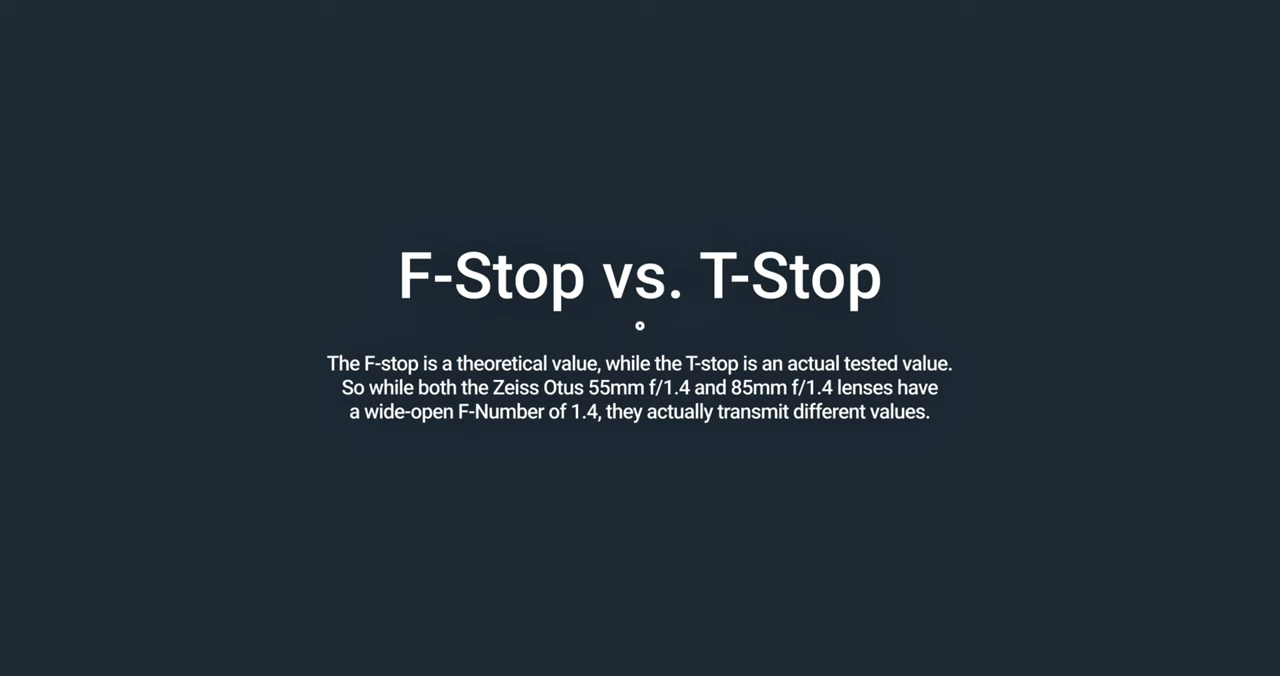 F-Stop vs. T-Stop
The F-stop is a theoretical value, while the T-stop is an actual tested value.
So while both the Zeiss Otus 55mm f/1.4 and 85mm f/1.4 lenses have
a wide-open F-Number of 1.4, they actually transmit different values.